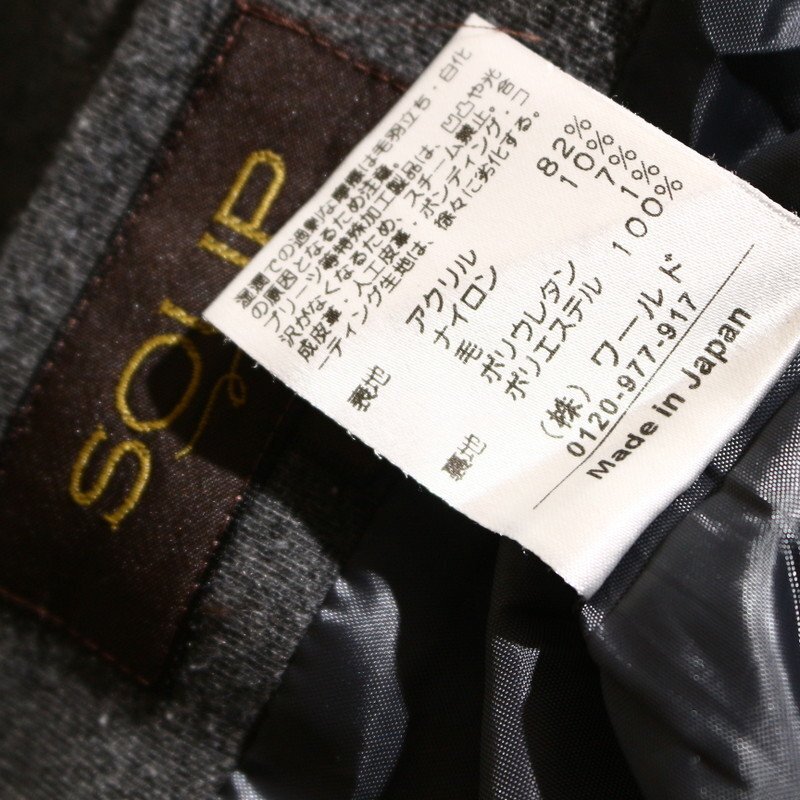 SOUP
湿潤での過剰な摩擦は毛羽立ち・白化
の原因となるため注意。
プリーツ等特殊加工製品は、凹凸や光
沢がなくなるため、スチーム禁止。
成皮革・人工皮革・ボンディング・コ
ーティング生地は、徐々に劣化する。
表地 アクリル 82%
ナイロン 10%
毛 7%
ポリウレタン 1%
裏地 ポリエステル 100%
(株) ワールド
0120-977-917
Made in Japan